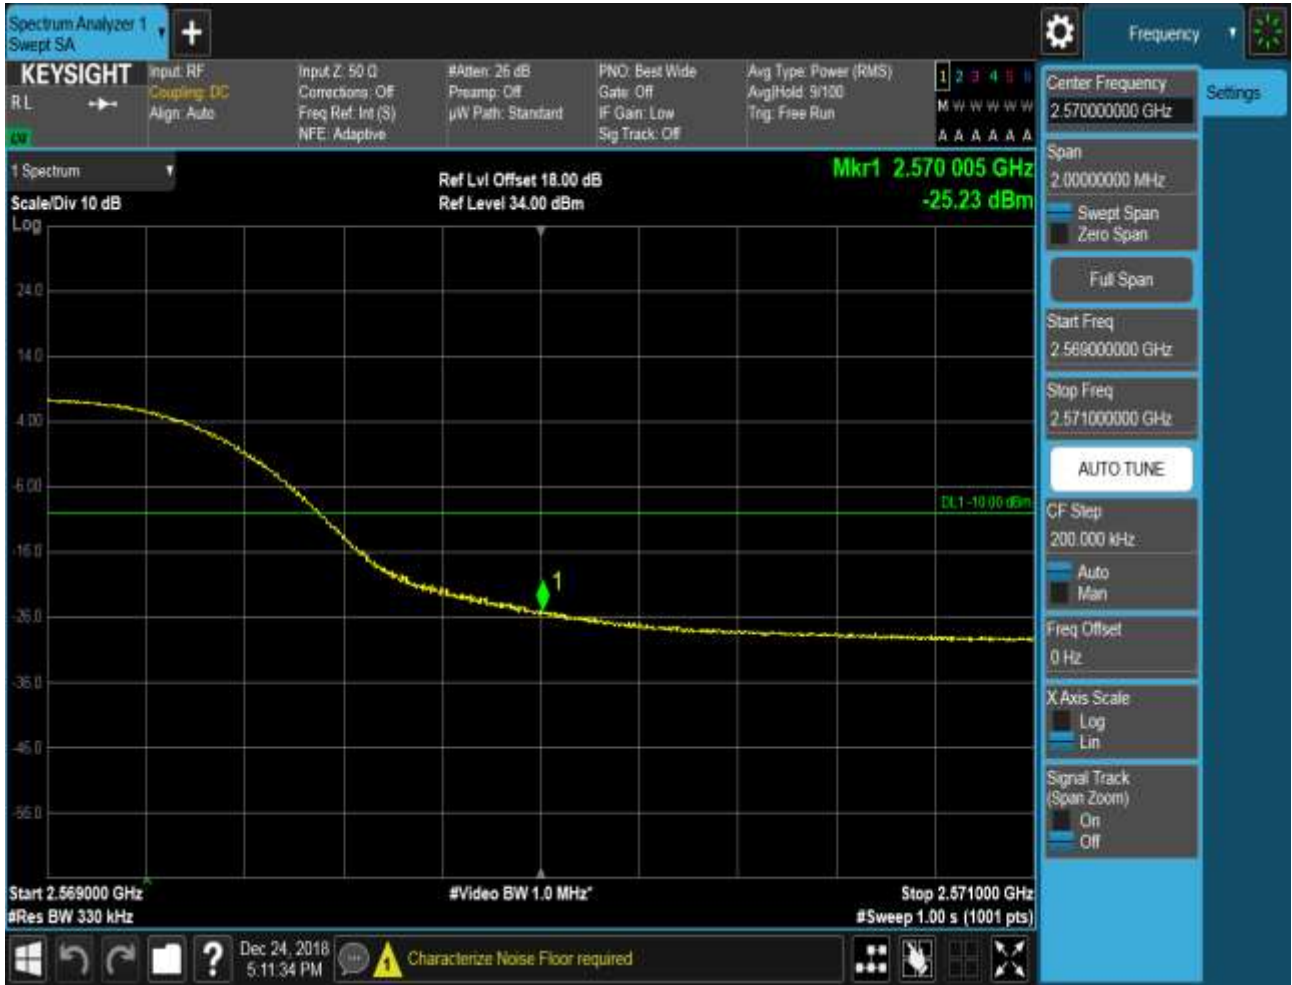 Spectrum Analyzer 1
Swept SA
Frequency
KEYSIGHT
R L
Input: RF
Coupling: DC
Align: Auto
Input Z: 50 Ω
Corrections: Off
Freq Ref: Int (S)
NFE: Adaptive
#Atten: 26 dB
Preamp: Off
µW Path: Standard
PNO: Best Wide
Gate: Off
IF Gain: Low
Sig Track: Off
Avg Type: Power (RMS)
Avg|Hold: 9/100
Trig: Free Run
1 2 3 4 5 6
M W W W W W
A A A A A A
1 Spectrum
Scale/Div 10 dB
Log
Ref Lvl Offset 18.00 dB
Ref Level 34.00 dBm
Mkr1 2.570 005 GHz
-25.23 dBm
24.0
14.0
4.00
-6.00
-16.0
-26.0
-36.0
-46.0
-56.0
DL1 -10.00 dBm
1
Start 2.569000 GHz
#Res BW 330 kHz
#Video BW 1.0 MHz*
Stop 2.571000 GHz
#Sweep 1.00 s (1001 pts)
Center Frequency
2.570000000 GHz
Settings
Span
2.00000000 MHz
Swept Span
Zero Span
Full Span
Start Freq
2.569000000 GHz
Stop Freq
2.571000000 GHz
AUTO TUNE
CF Step
200.000 kHz
Auto
Man
Freq Offset
0 Hz
X Axis Scale
Log
Lin
Signal Track
(Span Zoom)
On
Off
?
Dec 24, 2018
5:11:34 PM
Characterize Noise Floor required